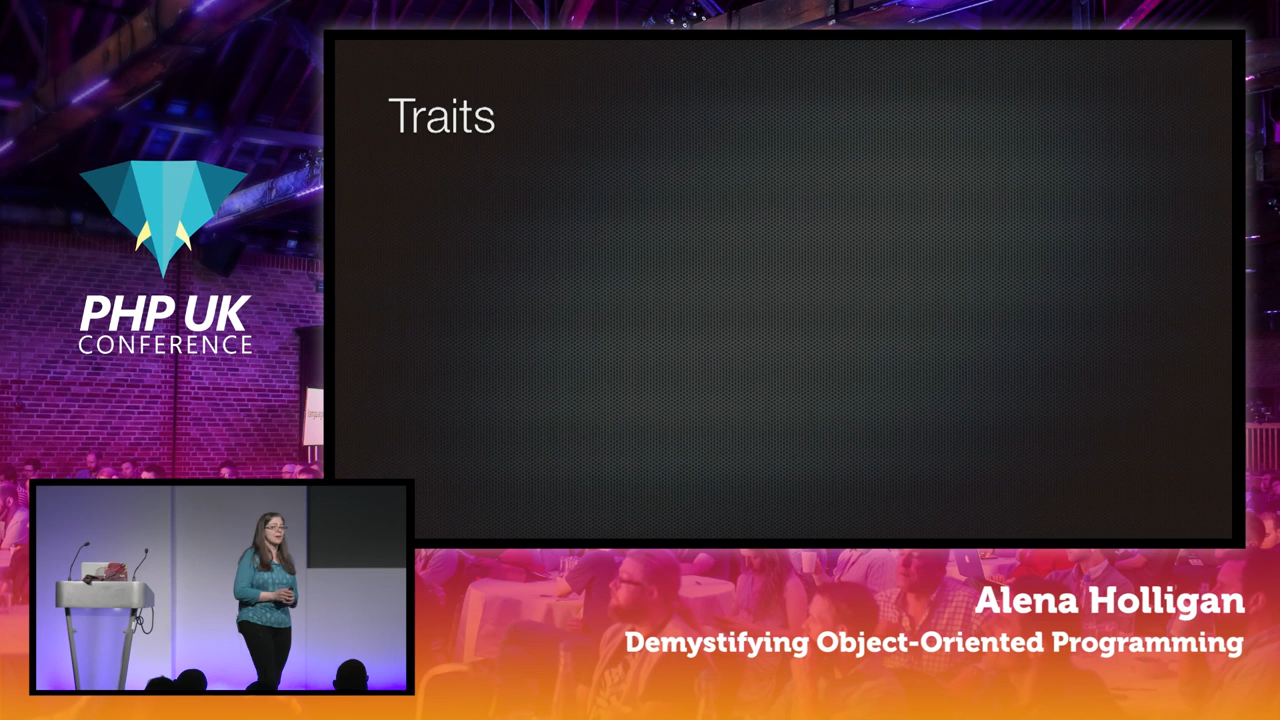 Traits
PHP UK
CONFERENCE
Alena Holligan
Demystifying Object-Oriented Programming